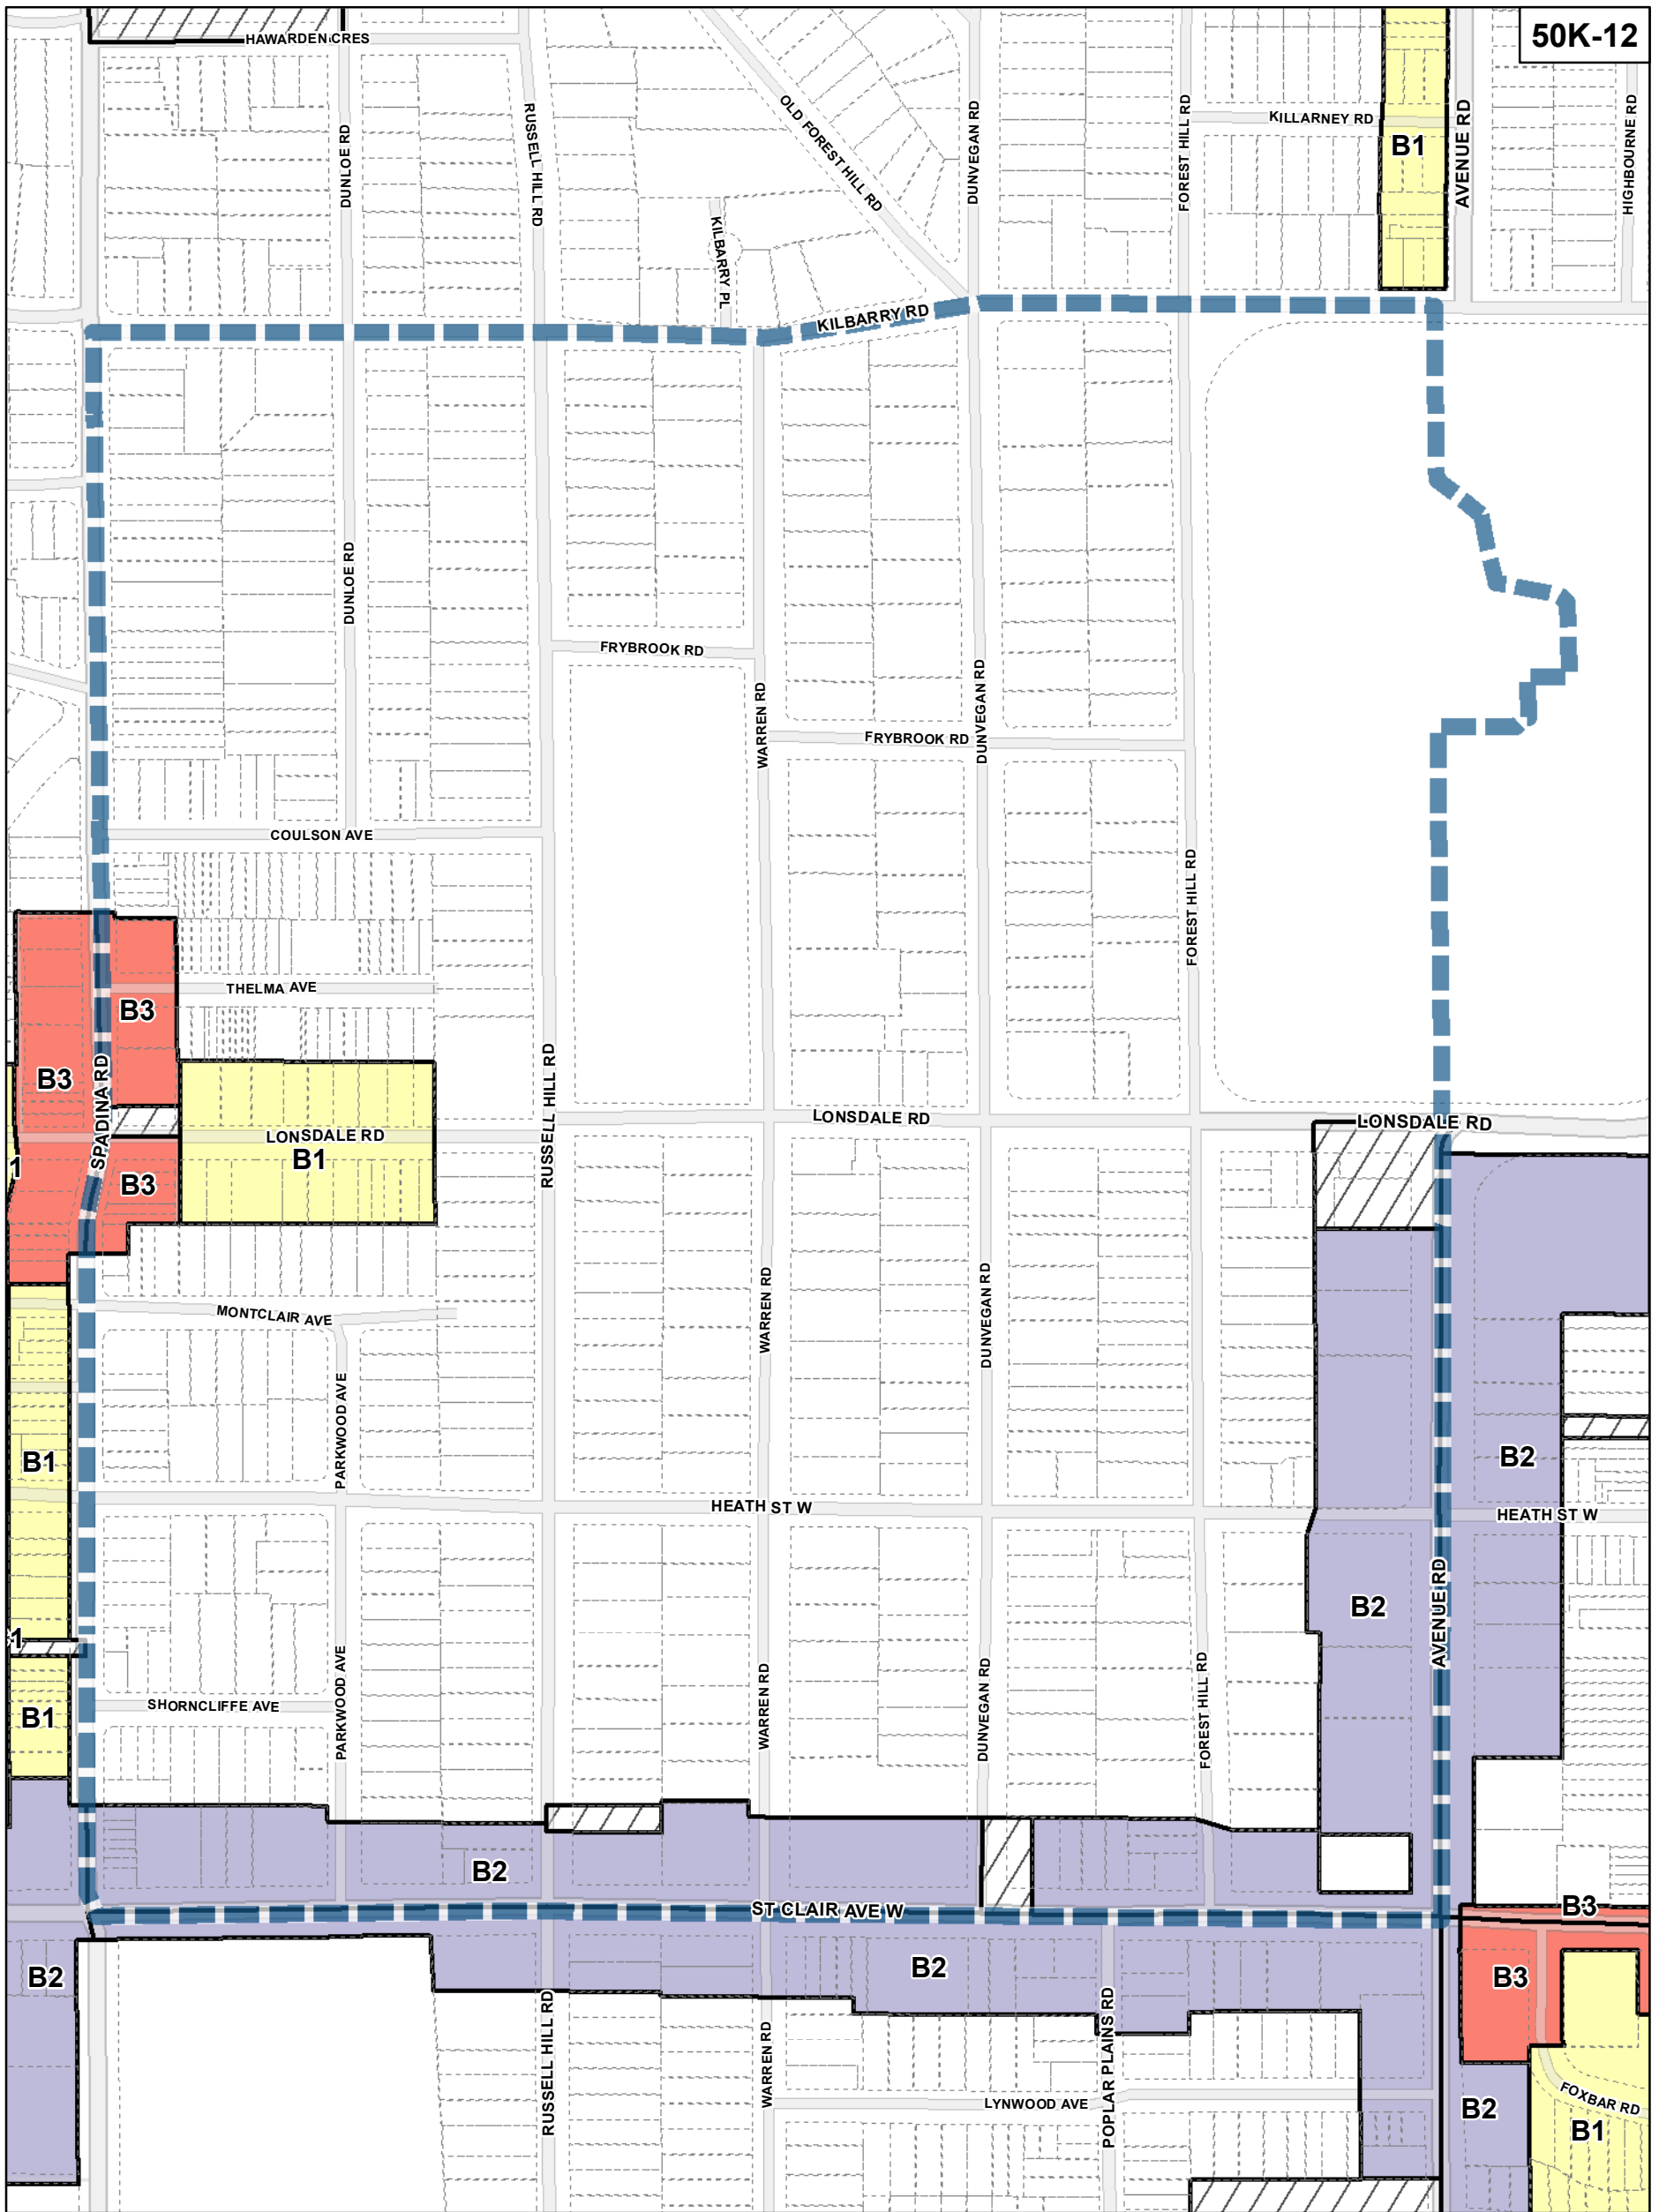 50K-12
HAWARDEN CRES
DUNLOE RD
RUSSELL HILL RD
OLD FOREST HILL RD
DUNVEGAN RD
FOREST HILL RD
KILLARNEY RD
B1
AVENUE RD
HIGHBOURNE RD
KILBARRY PL
KILBARRY RD
DUNLOE RD
FRYBROOK RD
WARREN RD
DUNVEGAN RD
FRYBROOK RD
COULSON AVE
FOREST HILL RD
THELMA AVE
B3
B3
SPADINA RD
RUSSELL HILL RD
LONSDALE RD
LONSDALE RD
LONSDALE RD
B1
1
B3
MONTCLAIR AVE
WARREN RD
DUNVEGAN RD
PARKWOOD AVE
B1
B2
HEATH ST W
HEATH ST W
B2
AVENUE RD
1
PARKWOOD AVE
WARREN RD
DUNVEGAN RD
FOREST HILL RD
SHORNCLIFFE AVE
B1
B2
ST CLAIR AVE W
B3
B2
B2
B3
RUSSELL HILL RD
WARREN RD
POPLAR PLAINS RD
LYNWOOD AVE
B2
FOXBAR RD
B1